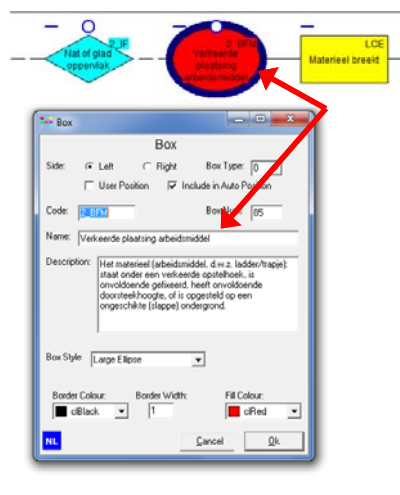 2_IF
Nat of glad
oppervlak
2_BFM
Verkeerde
plaatsing
arbeidsmiddel
LCE
Materieel breekt
Box
Box
Side: Left Right Box Type: 0
User Position Include in Auto Position
Code: 2_BFM Box Num: 85
Name: Verkeerde plaatsing arbeidsmiddel
Description: Het materieel (arbeidsmiddel, d.w.z. ladder/trapje):
staat onder een verkeerde opstelhoek, is
onvoldoende gefixeerd, heeft onvoldoende
doorsteekhoogte, of is opgesteld op een
ongeschikte (slappe) ondergrond.
Box Style Large Ellipse
Border Colour: Border Width: Fill Colour:
clBlack 1 clRed
NL Cancel Ok